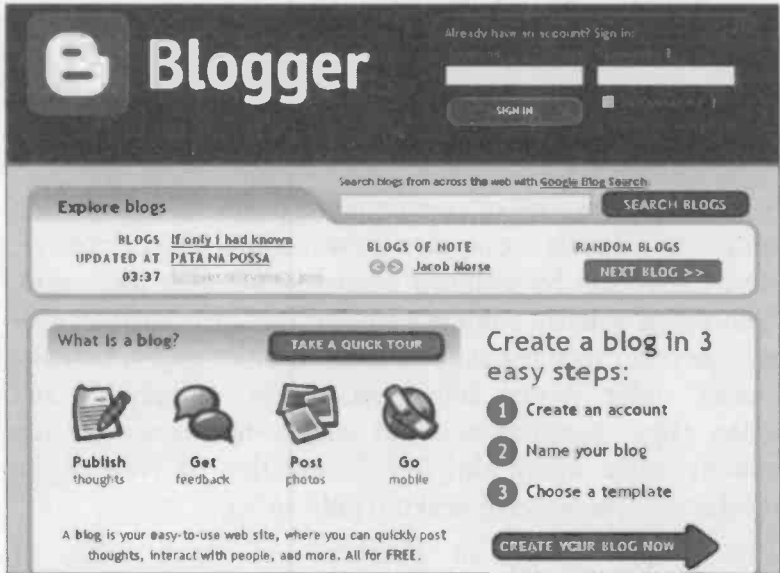 Blogger
Already have an account? Sign in:
SIGN IN
Search blogs from across the web with Google Blog Search
Explore blogs
SEARCH BLOGS
BLOGS UPDATED AT 03:37
If only I had known
PATA NA POSSA
BLOGS OF NOTE
Jacob Morse
RANDOM BLOGS
NEXT BLOG >>
What is a blog?
TAKE A QUICK TOUR
Publish thoughts
Get feedback
Post photos
Go mobile
A blog is your easy-to-use web site, where you can quickly post
thoughts, interact with people, and more. All for FREE.
Create a blog in 3
easy steps:
1 Create an account
2 Name your blog
3 Choose a template
CREATE YOUR BLOG NOW